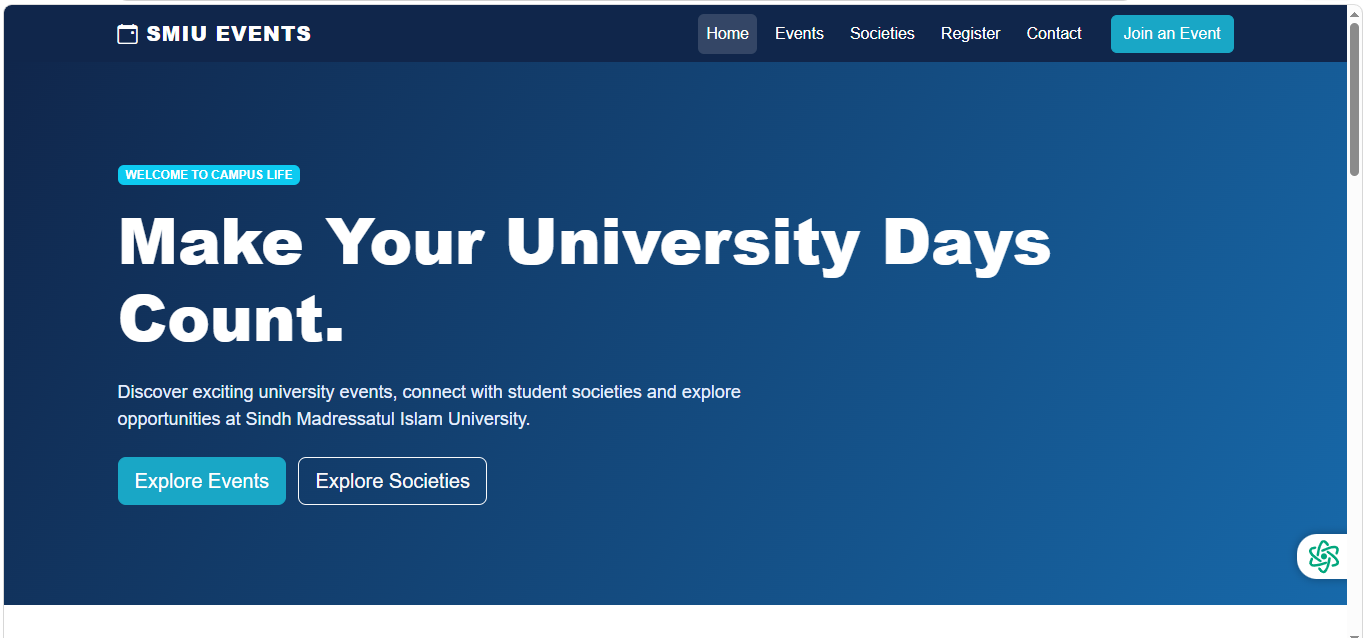 SMIU EVENTS
Home Events Societies Register Contact Join an Event
WELCOME TO CAMPUS LIFE
Make Your University Days
Count.
Discover exciting university events, connect with student societies and explore
opportunities at Sindh Madressatul Islam University.
Explore Events Explore Societies